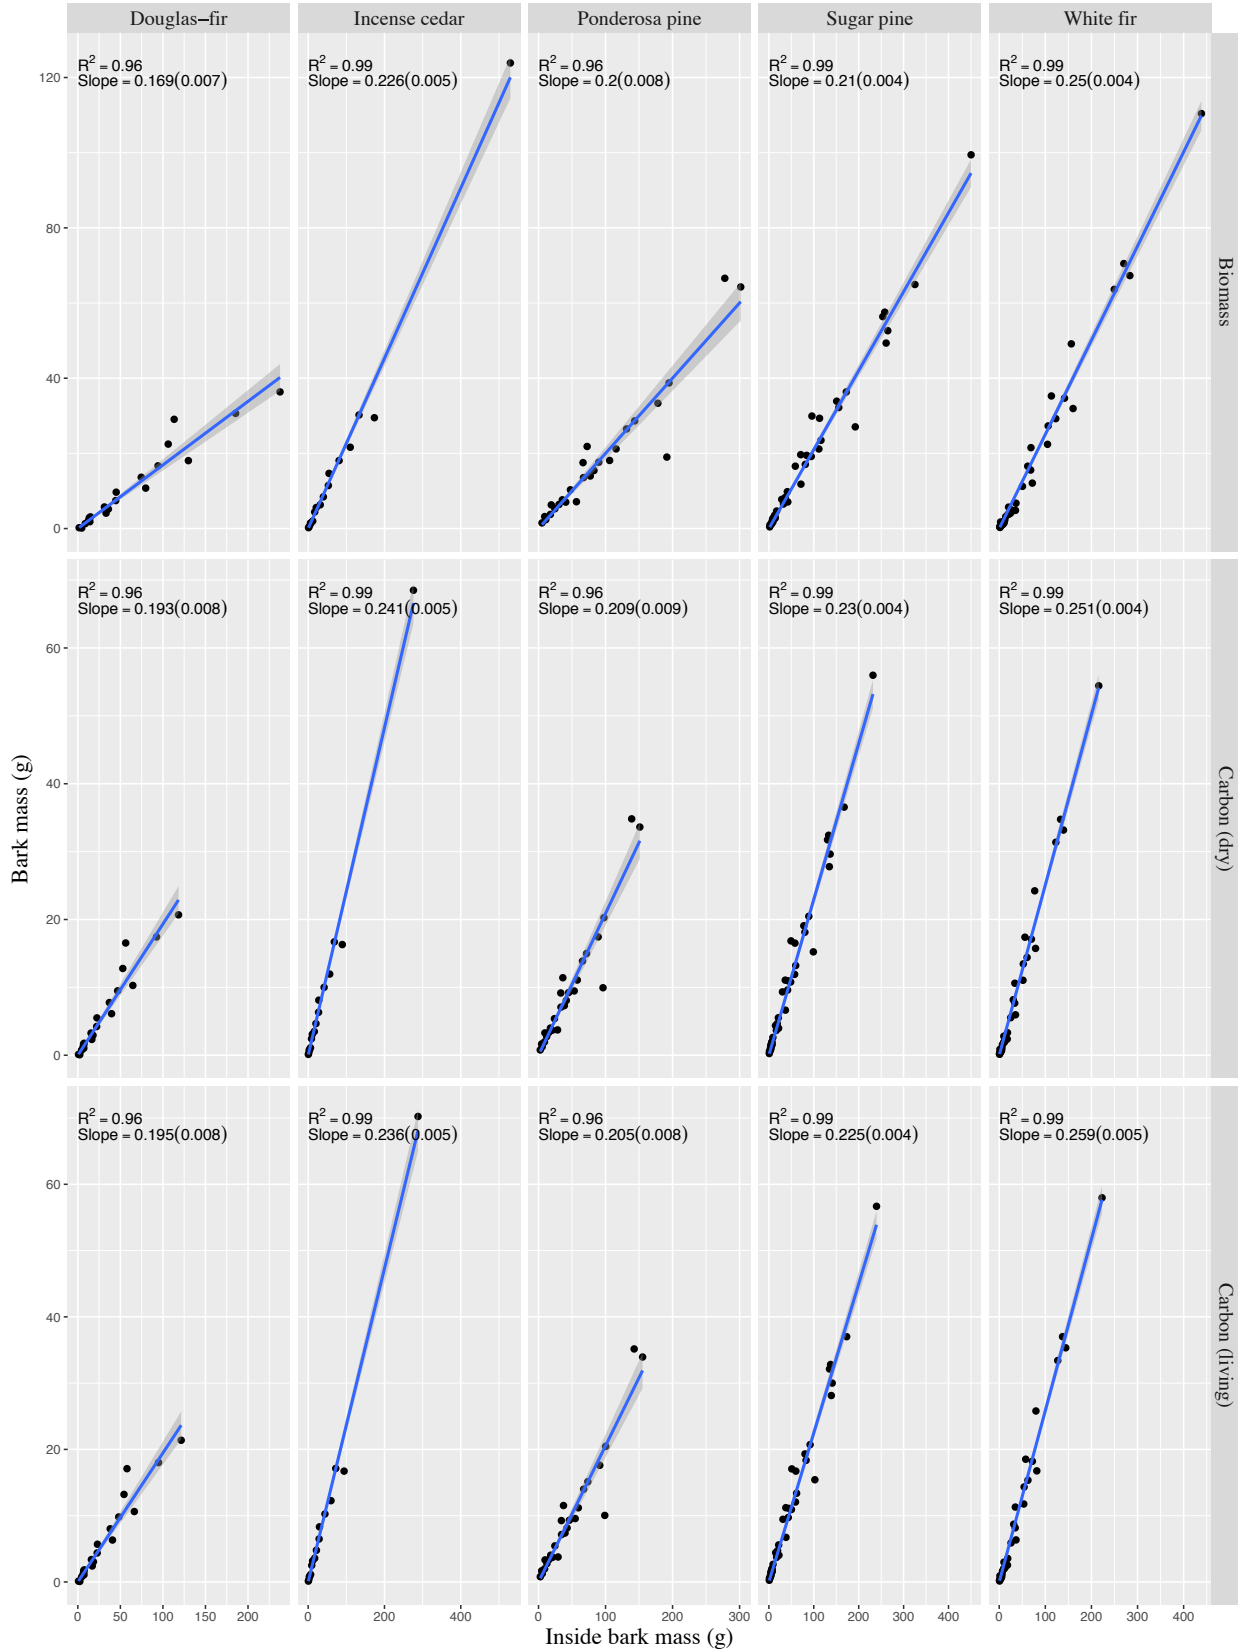 Douglas−fir Incense cedar Ponderosa pine Sugar pine White fir
R² = 0.96 R² = 0.99 R² = 0.96 R² = 0.99 R² = 0.99
Slope = 0.169(0.007) Slope = 0.226(0.005) Slope = 0.2(0.008) Slope = 0.21(0.004) Slope = 0.25(0.004)
120
80
40
0
Biomass
R² = 0.96 R² = 0.99 R² = 0.96 R² = 0.99 R² = 0.99
Slope = 0.193(0.008) Slope = 0.241(0.005) Slope = 0.209(0.009) Slope = 0.23(0.004) Slope = 0.251(0.004)
60
40
20
0
Carbon (dry)
Bark mass (g)
R² = 0.96 R² = 0.99 R² = 0.96 R² = 0.99 R² = 0.99
Slope = 0.195(0.008) Slope = 0.236(0.005) Slope = 0.205(0.008) Slope = 0.225(0.004) Slope = 0.259(0.005)
60
40
20
0
Carbon (living)
0 50 100 150 200 0 200 400 0 100 200 300 0 100 200 300 400 0 100 200 300 400
Inside bark mass (g)